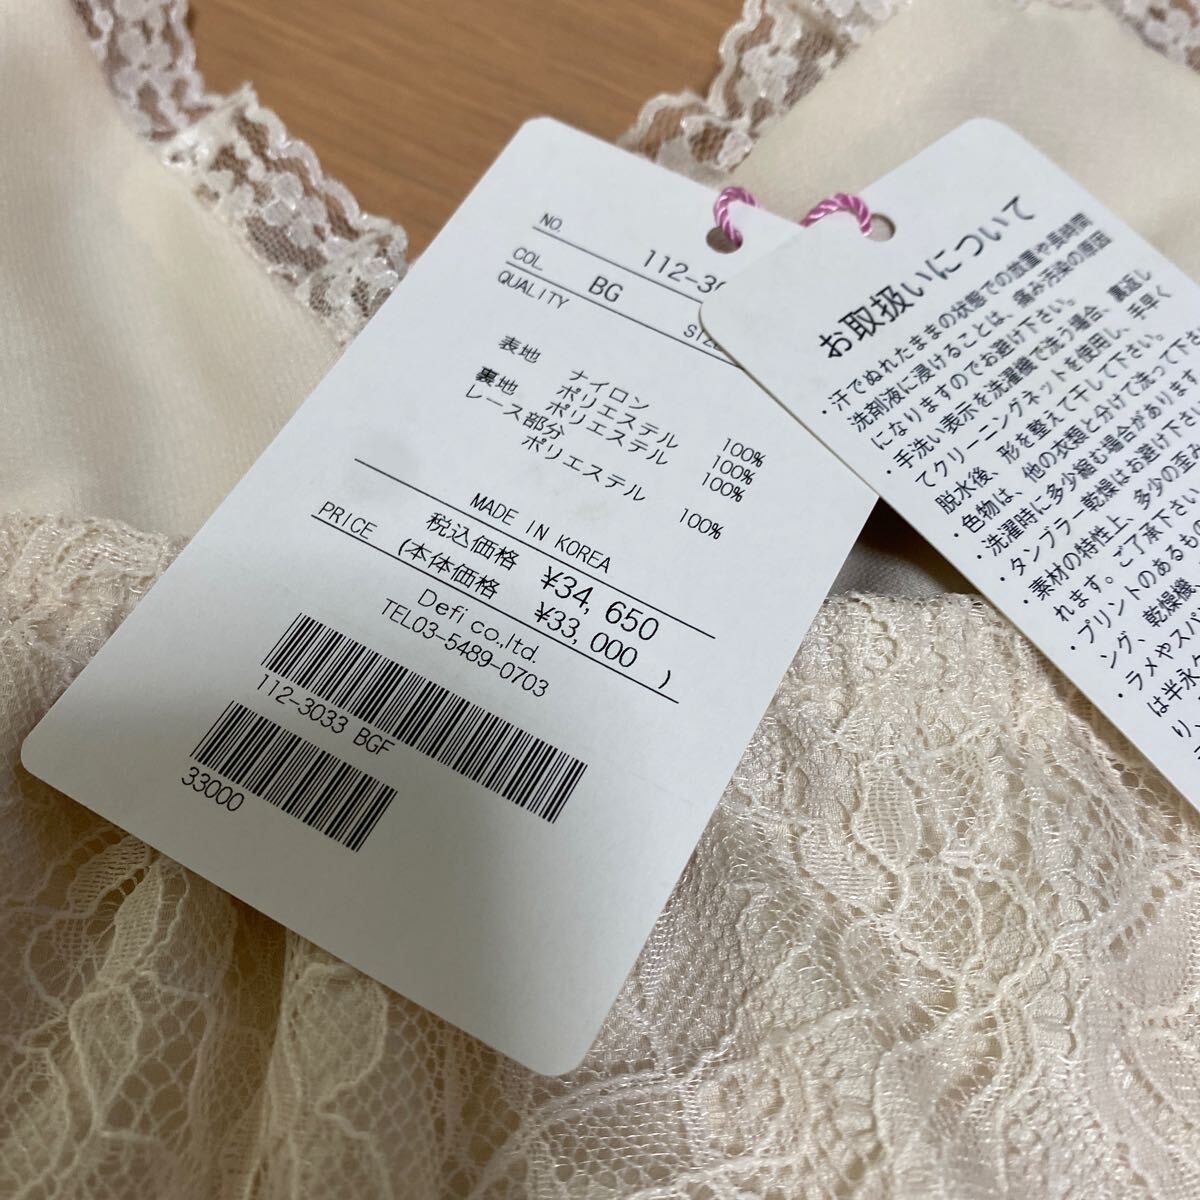 NO.
112-30
COL
BG
SIZE
QUALITY
表地
ナイロン 100%
ポリエステル 100%
裏地 ポリエステル 100%
レース部分
ポリエステル 100%
MADE IN KOREA
PRICE 税込価格 ¥34,650
(本体価格 ¥33,000 )
Defi co.,ltd.
TEL03-5489-0703
112-3033 BGF
33000
お取扱いについて
・汗でぬれたままの状態での放置や長時間
洗剤液に浸けることは、痛み汚染の原因
になりますのでお避け下さい。
・手洗い表示を洗濯機で洗う場合、裏返し
てクリーニングネットを使用し、手早く
脱水後、形を整えて干して下さい。
・色物は、他の衣類と分けて洗って下さ
・洗濯時に多少縮む場合があります
・タンブラー乾燥はお避け下さい
・素材の特性上、多少の歪み
れます。ご了承下さい
・プリントのあるもの
ング、乾燥機、
・ラメやスパ
は半永久
り、